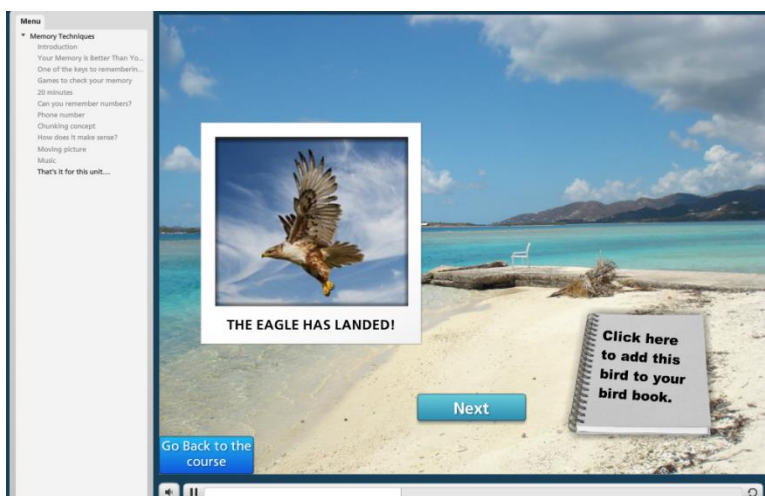 Menu
Memory Techniques
Introduction
Your Memory is Better Than Yo...
One of the keys to rememberin...
Games to check your memory
20 minutes
Can you remember numbers?
Phone number
Chunking concept
How does it make sense?
Moving picture
Music
That's it for this unit....
THE EAGLE HAS LANDED!
Click here
to add this
bird to your
bird book.
Next
Go Back to the
course